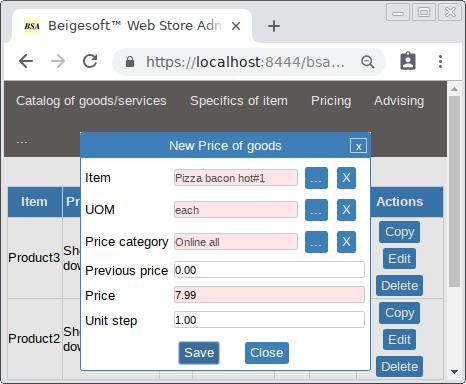 BSA Beigesoft™ Web Store Adm
https://localhost:8444/bsa...
Catalog of goods/services Specifics of item Pricing Advising
...
New Price of goods x
Item Pizza bacon hot#1 ... X
UOM each ... X
Price category Online all ... X
Previous price 0.00
Price 7.99
Unit step 1.00
Save Close
Item Pr Actions
Product3 Sh
dow
Copy
Edit
Delete
Product2 Sh
dow
Copy
Edit
Delete